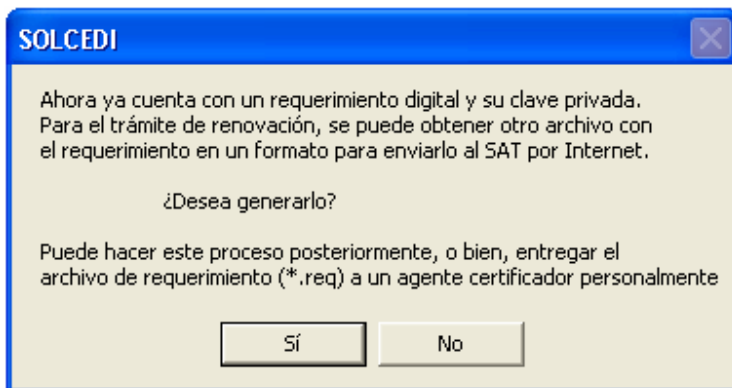 SOLCEDI
Ahora ya cuenta con un requerimiento digital y su clave privada.
Para el trámite de renovación, se puede obtener otro archivo con
el requerimiento en un formato para enviarlo al SAT por Internet.
¿Desea generarlo?
Puede hacer este proceso posteriormente, o bien, entregar el
archivo de requerimiento (*.req) a un agente certificador personalmente
Sí
No